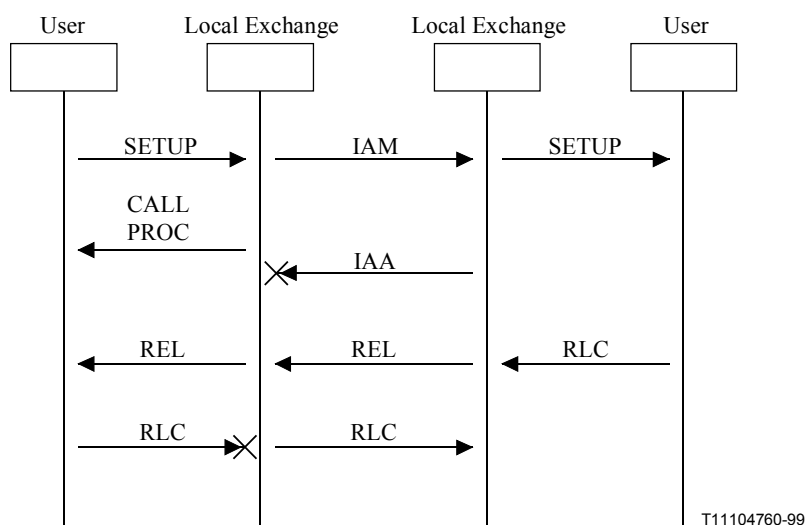 User
Local Exchange
Local Exchange
User
SETUP
IAM
SETUP
CALL
PROC
IAA
REL
REL
RLC
RLC
RLC
T11104760-99